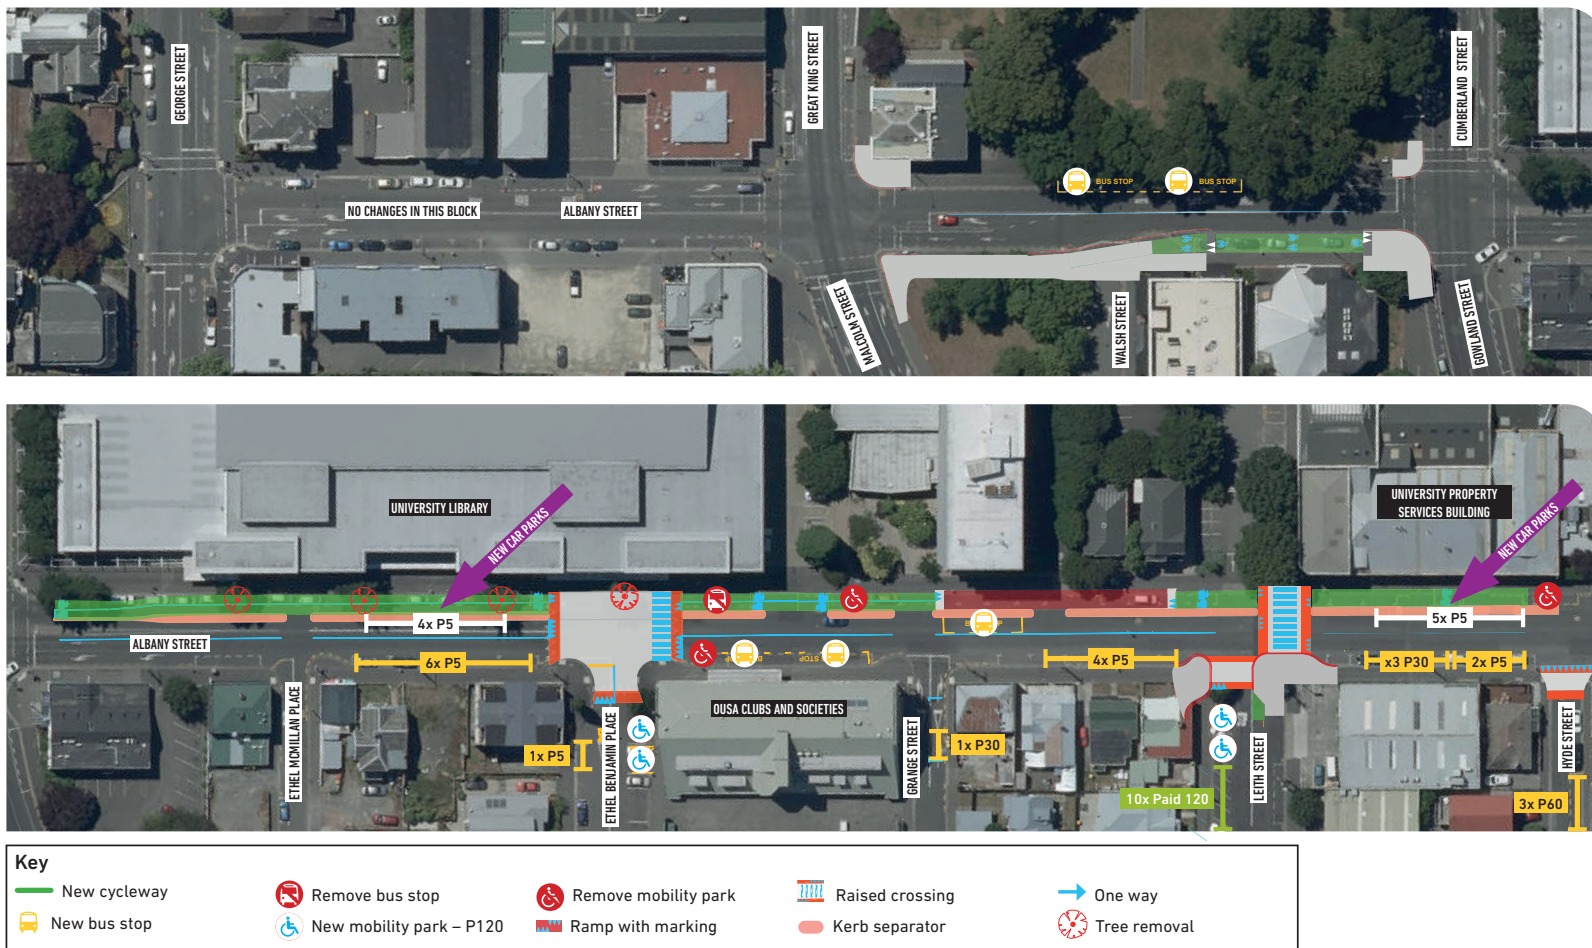 GEORGE STREET
GREAT KING STREET
CUMBERLAND STREET
BUS STOP
BUS STOP
NO CHANGES IN THIS BLOCK
ALBANY STREET
MALCOLM STREET
WALSH STREET
GOWLAND STREET
UNIVERSITY LIBRARY
NEW CAR PARKS
UNIVERSITY PROPERTY
SERVICES BUILDING
NEW CAR PARKS
4x P5
5x P5
ALBANY STREET
6x P5
4x P5
x3 P30
2x P5
ETHEL MCMILLAN PLACE
ETHEL BENJAMIN PLACE
OUSA CLUBS AND SOCIETIES
GRANGE STREET
LEITH STREET
HYDE STREET
1x P5
1x P30
10x Paid 120
3x P60
Key
New cycleway
Remove bus stop
Remove mobility park
Raised crossing
One way
New bus stop
New mobility park – P120
Ramp with marking
Kerb separator
Tree removal